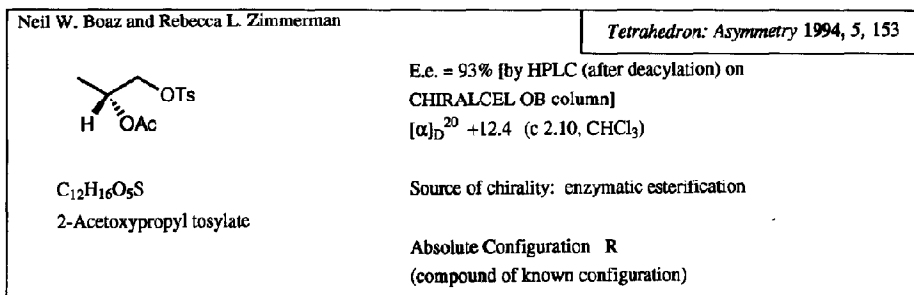 Neil W. Boaz and Rebecca L. Zimmerman
Tetrahedron: Asymmetry 1994, 5, 153
OTs
H
OAc
E.e. = 93% [by HPLC (after deacylation) on
CHIRALCEL OB column]
[α]D20 +12.4 (c 2.10, CHCl3)
C12H16O5S
2-Acetoxypropyl tosylate
Source of chirality: enzymatic esterification
Absolute Configuration R
(compound of known configuration)